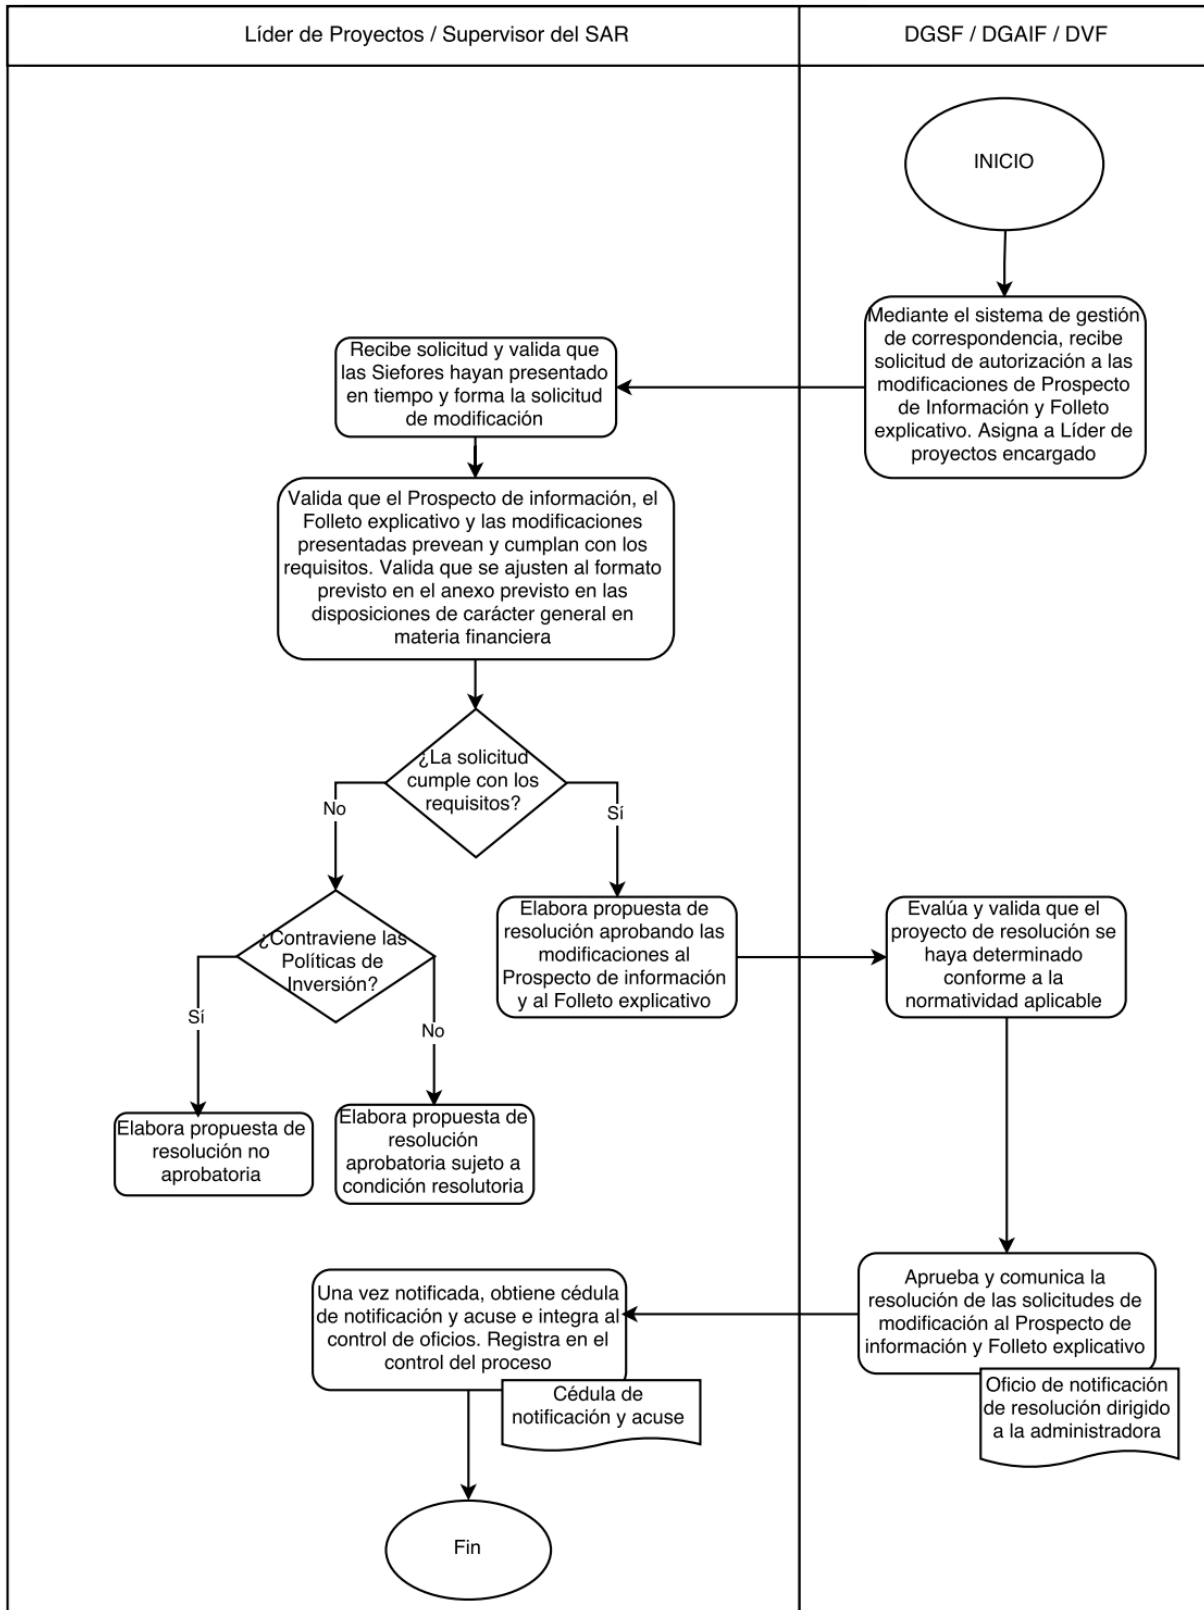 Líder de Proyectos / Supervisor del SAR
DGSF / DGAIF / DVF
INICIO
Mediante el sistema de gestión
de correspondencia, recibe
solicitud de autorización a las
modificaciones de Prospecto
de Información y Folleto
explicativo. Asigna a Líder de
proyectos encargado
Recibe solicitud y valida que
las Siefores hayan presentado
en tiempo y forma la solicitud
de modificación
Valida que el Prospecto de información, el
Folleto explicativo y las modificaciones
presentadas prevean y cumplan con los
requisitos. Valida que se ajusten al formato
previsto en el anexo previsto en las
disposiciones de carácter general en
materia financiera
¿La solicitud
cumple con los
requisitos?
No
Sí
¿Contraviene las
Políticas de
Inversión?
Sí
No
Elabora propuesta de
resolución no
aprobatoria
Elabora propuesta de
resolución
aprobatoria sujeto a
condición resolutoria
Elabora propuesta de
resolución aprobando las
modificaciones al
Prospecto de información
y al Folleto explicativo
Evalúa y valida que el
proyecto de resolución se
haya determinado
conforme a la
normatividad aplicable
Aprueba y comunica la
resolución de las solicitudes de
modificación al Prospecto de
información y Folleto explicativo
Oficio de notificación
de resolución dirigido
a la administradora
Una vez notificada, obtiene cédula
de notificación y acuse e integra al
control de oficios. Registra en el
control del proceso
Cédula de
notificación y acuse
Fin